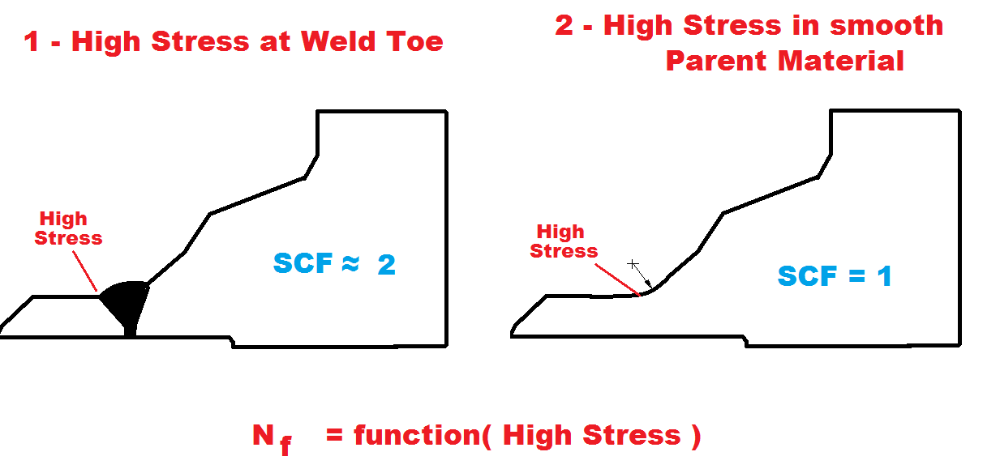 1 - High Stress at Weld Toe
2 - High Stress in smooth
Parent Material
High
Stress
SCF ≈ 2
High
Stress
SCF = 1
Nf = function( High Stress )